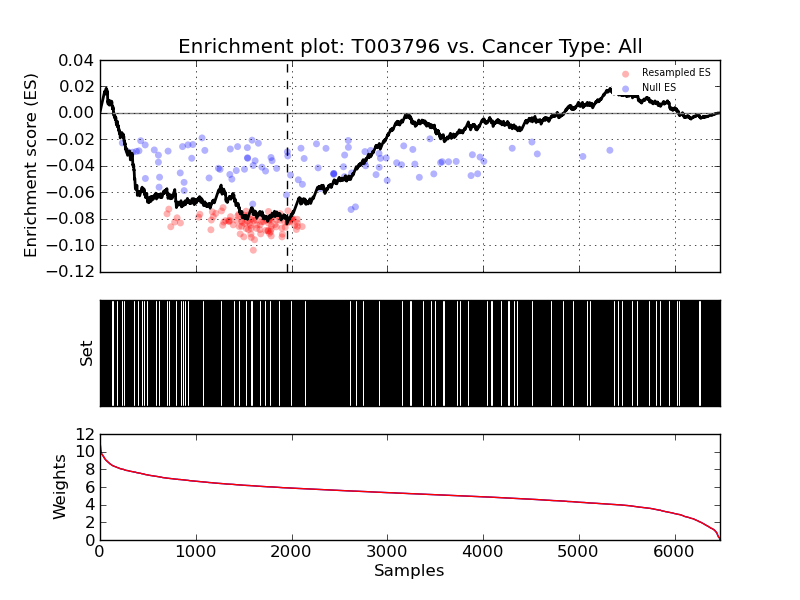 Enrichment plot: T003796 vs. Cancer Type: All
Enrichment score (ES)
0.04
0.02
0.00
−0.02
−0.04
−0.06
−0.08
−0.10
−0.12
Resampled ES
Null ES
Set
Weights
12
10
8
6
4
2
0
0 1000 2000 3000 4000 5000 6000
Samples